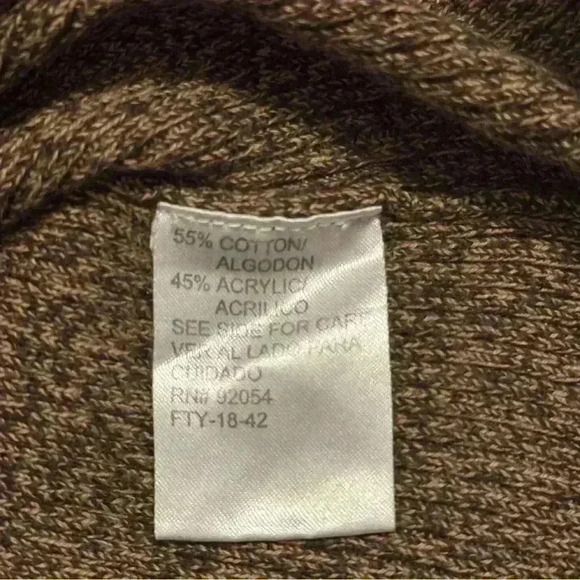 55% COTTON/
ALGODON
45% ACRYLIC/
ACRILICO
SEE SIDE FOR CARE
VER AL LADO PARA
CUIDADO
RN# 92054
FTY-18-42